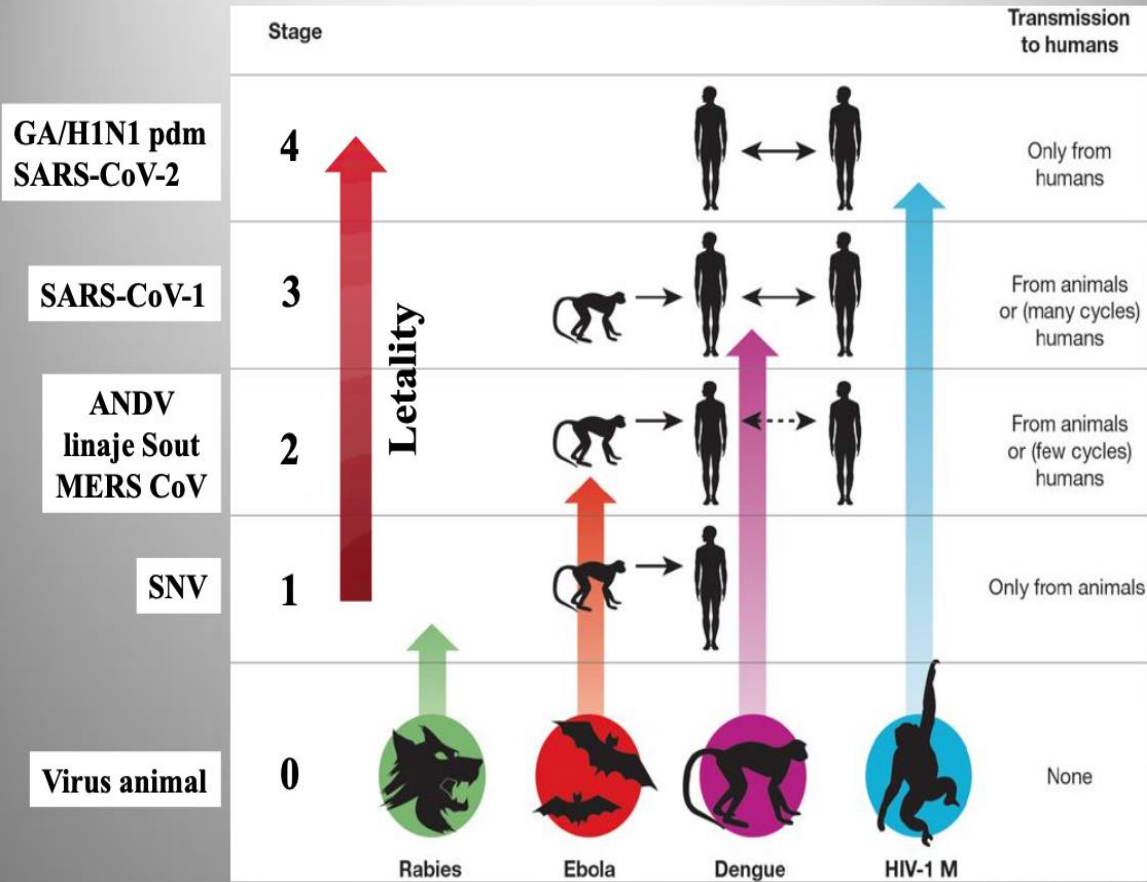 Stage
Transmission
to humans
GA/H1N1 pdm
SARS-CoV-2
4
Only from
humans
SARS-CoV-1
3
From animals
or (many cycles)
humans
Letality
ANDV
linaje Sout
MERS CoV
2
From animals
or (few cycles)
humans
SNV
1
Only from animals
Virus animal
0
None
Rabies
Ebola
Dengue
HIV-1 M